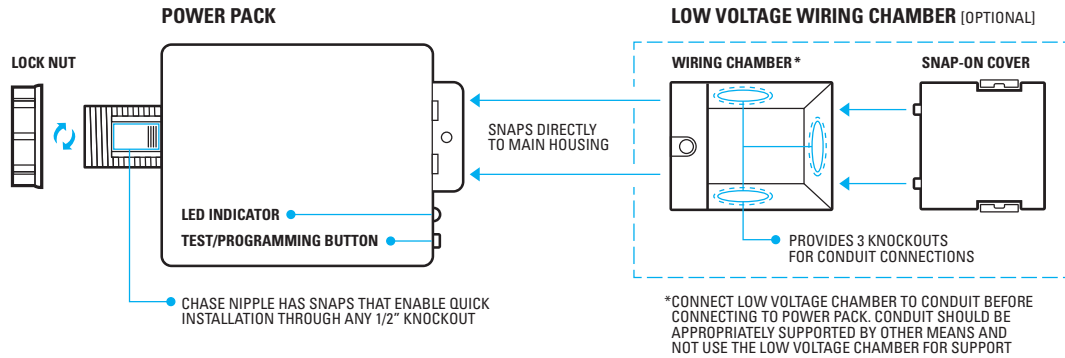 POWER PACK
LOW VOLTAGE WIRING CHAMBER [OPTIONAL]
LOCK NUT
WIRING CHAMBER*
SNAP-ON COVER
SNAPS DIRECTLY
TO MAIN HOUSING
LED INDICATOR
TEST/PROGRAMMING BUTTON
PROVIDES 3 KNOCKOUTS
FOR CONDUIT CONNECTIONS
CHASE NIPPLE HAS SNAPS THAT ENABLE QUICK
INSTALLATION THROUGH ANY 1/2” KNOCKOUT
*CONNECT LOW VOLTAGE CHAMBER TO CONDUIT BEFORE
CONNECTING TO POWER PACK. CONDUIT SHOULD BE
APPROPRIATELY SUPPORTED BY OTHER MEANS AND
NOT USE THE LOW VOLTAGE CHAMBER FOR SUPPORT